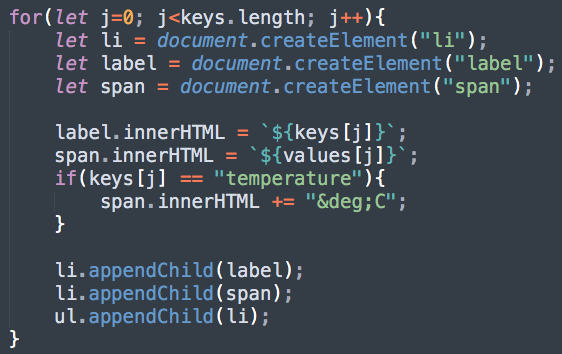 for(let j=0; j<keys.length; j++){
    let li = document.createElement("li");
    let label = document.createElement("label");
    let span = document.createElement("span");

    label.innerHTML = `${keys[j]}`;
    span.innerHTML = `${values[j]}`;
    if(keys[j] == "temperature"){
        span.innerHTML += "&deg;C";
    }

    li.appendChild(label);
    li.appendChild(span);
    ul.appendChild(li);
}